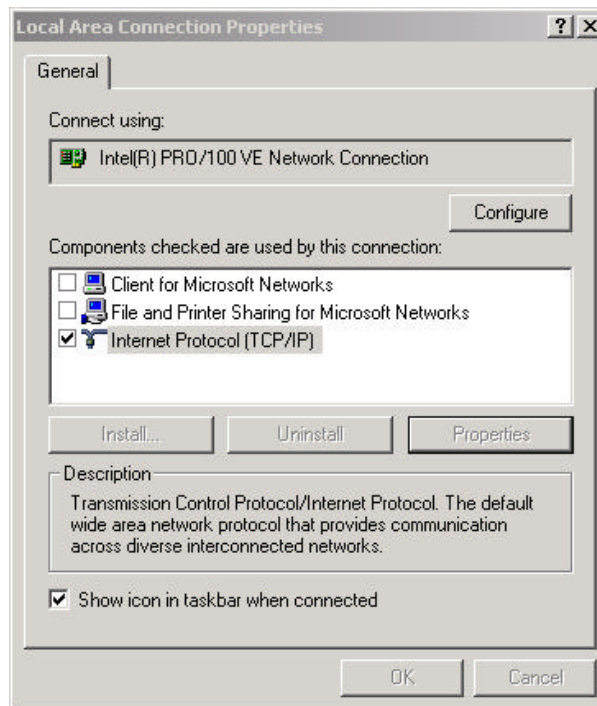 Local Area Connection Properties
General
Connect using:
Intel(R) PRO/100 VE Network Connection
Configure
Components checked are used by this connection:
Client for Microsoft Networks
File and Printer Sharing for Microsoft Networks
Internet Protocol (TCP/IP)
Install...
Uninstall
Properties
Description
Transmission Control Protocol/Internet Protocol. The default
wide area network protocol that provides communication
across diverse interconnected networks.
Show icon in taskbar when connected
OK
Cancel